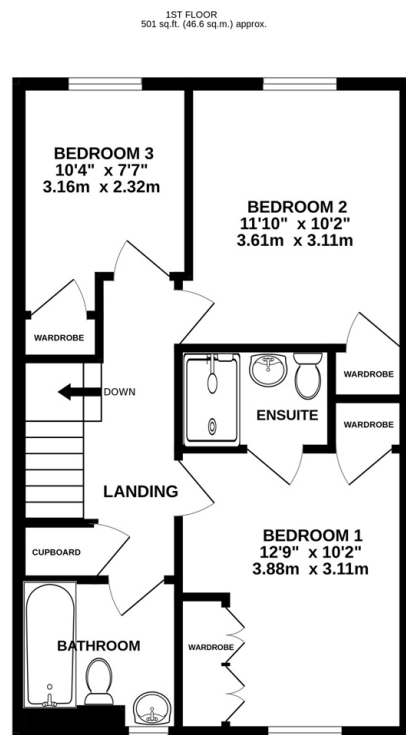 1ST FLOOR
501 sq.ft. (46.6 sq.m.) approx.
BEDROOM 3
10'4" x 7'7"
3.16m x 2.32m
BEDROOM 2
11'10" x 10'2"
3.61m x 3.11m
WARDROBE
WARDROBE
DOWN
ENSUITE
WARDROBE
LANDING
BEDROOM 1
12'9" x 10'2"
3.88m x 3.11m
CUPBOARD
BATHROOM
WARDROBE